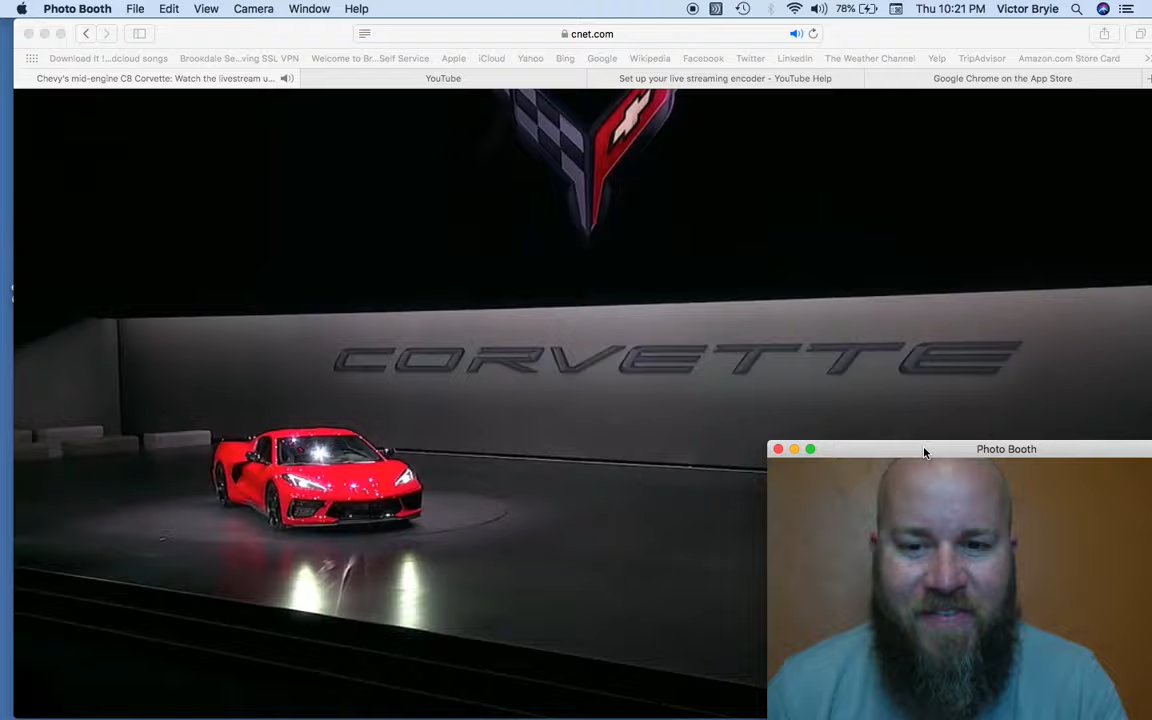 Photo Booth File Edit View Camera Window Help 78% Thu 10:21 PM Victor Bryie
cnet.com
Download It !...dcloud songs Brookdale Se...ving SSL VPN Welcome to Br...Self Service Apple iCloud Yahoo Bing Google Wikipedia Facebook Twitter LinkedIn The Weather Channel Yelp TripAdvisor Amazon.com Store Card
Chevy's mid-engine C8 Corvette: Watch the livestream u... YouTube Set up your live streaming encoder - YouTube Help Google Chrome on the App Store
CORVETTE
Photo Booth